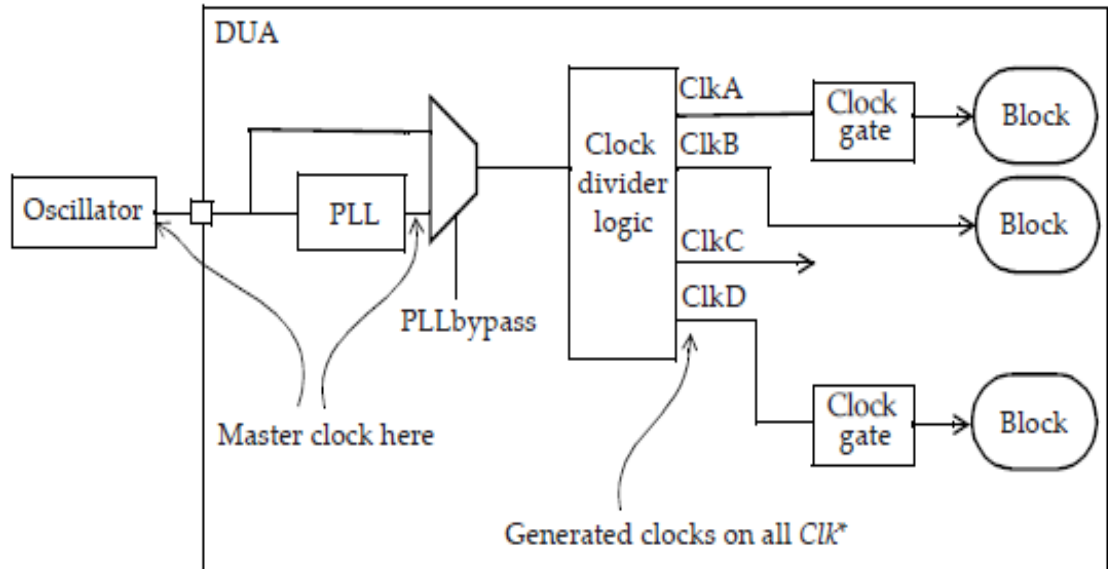 DUA
ClkA
Clock
gate
Block
ClkB
Clock
divider
logic
Oscillator
PLL
Block
ClkC
ClkD
PLLbypass
Clock
gate
Block
Master clock here
Generated clocks on all Clk*